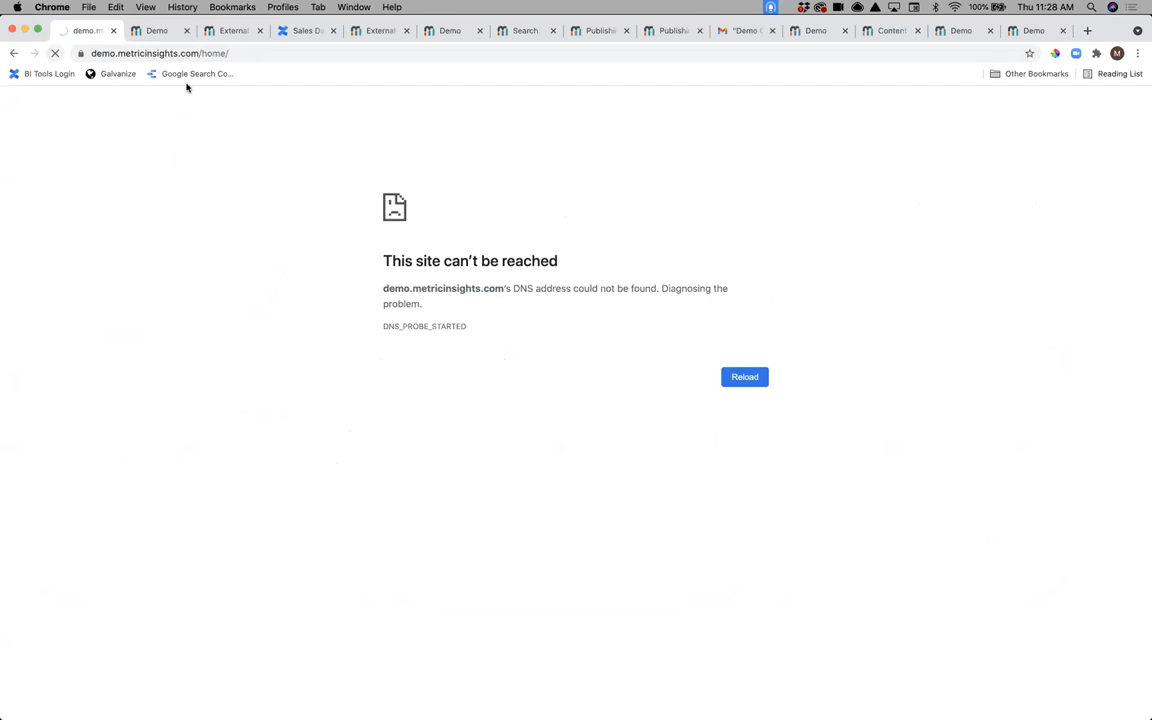 Chrome File Edit View History Bookmarks Profiles Tab Window Help 100% Thu 11:28 AM
demo.m Demo External Sales Da External Demo Search: Publishi Publishi "Demo Demo Content Demo Demo
demo.metricinsights.com/home/ M
BI Tools Login Galvanize Google Search Co... Other Bookmarks Reading List
This site can't be reached
demo.metricinsights.com's DNS address could not be found. Diagnosing the
problem.
DNS_PROBE_STARTED
Reload